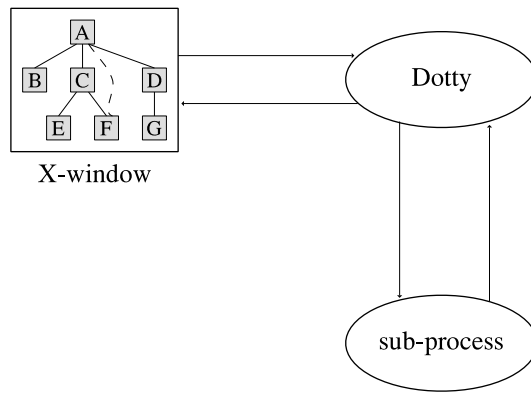 A
B C D
E F G
X-window
Dotty
sub-process